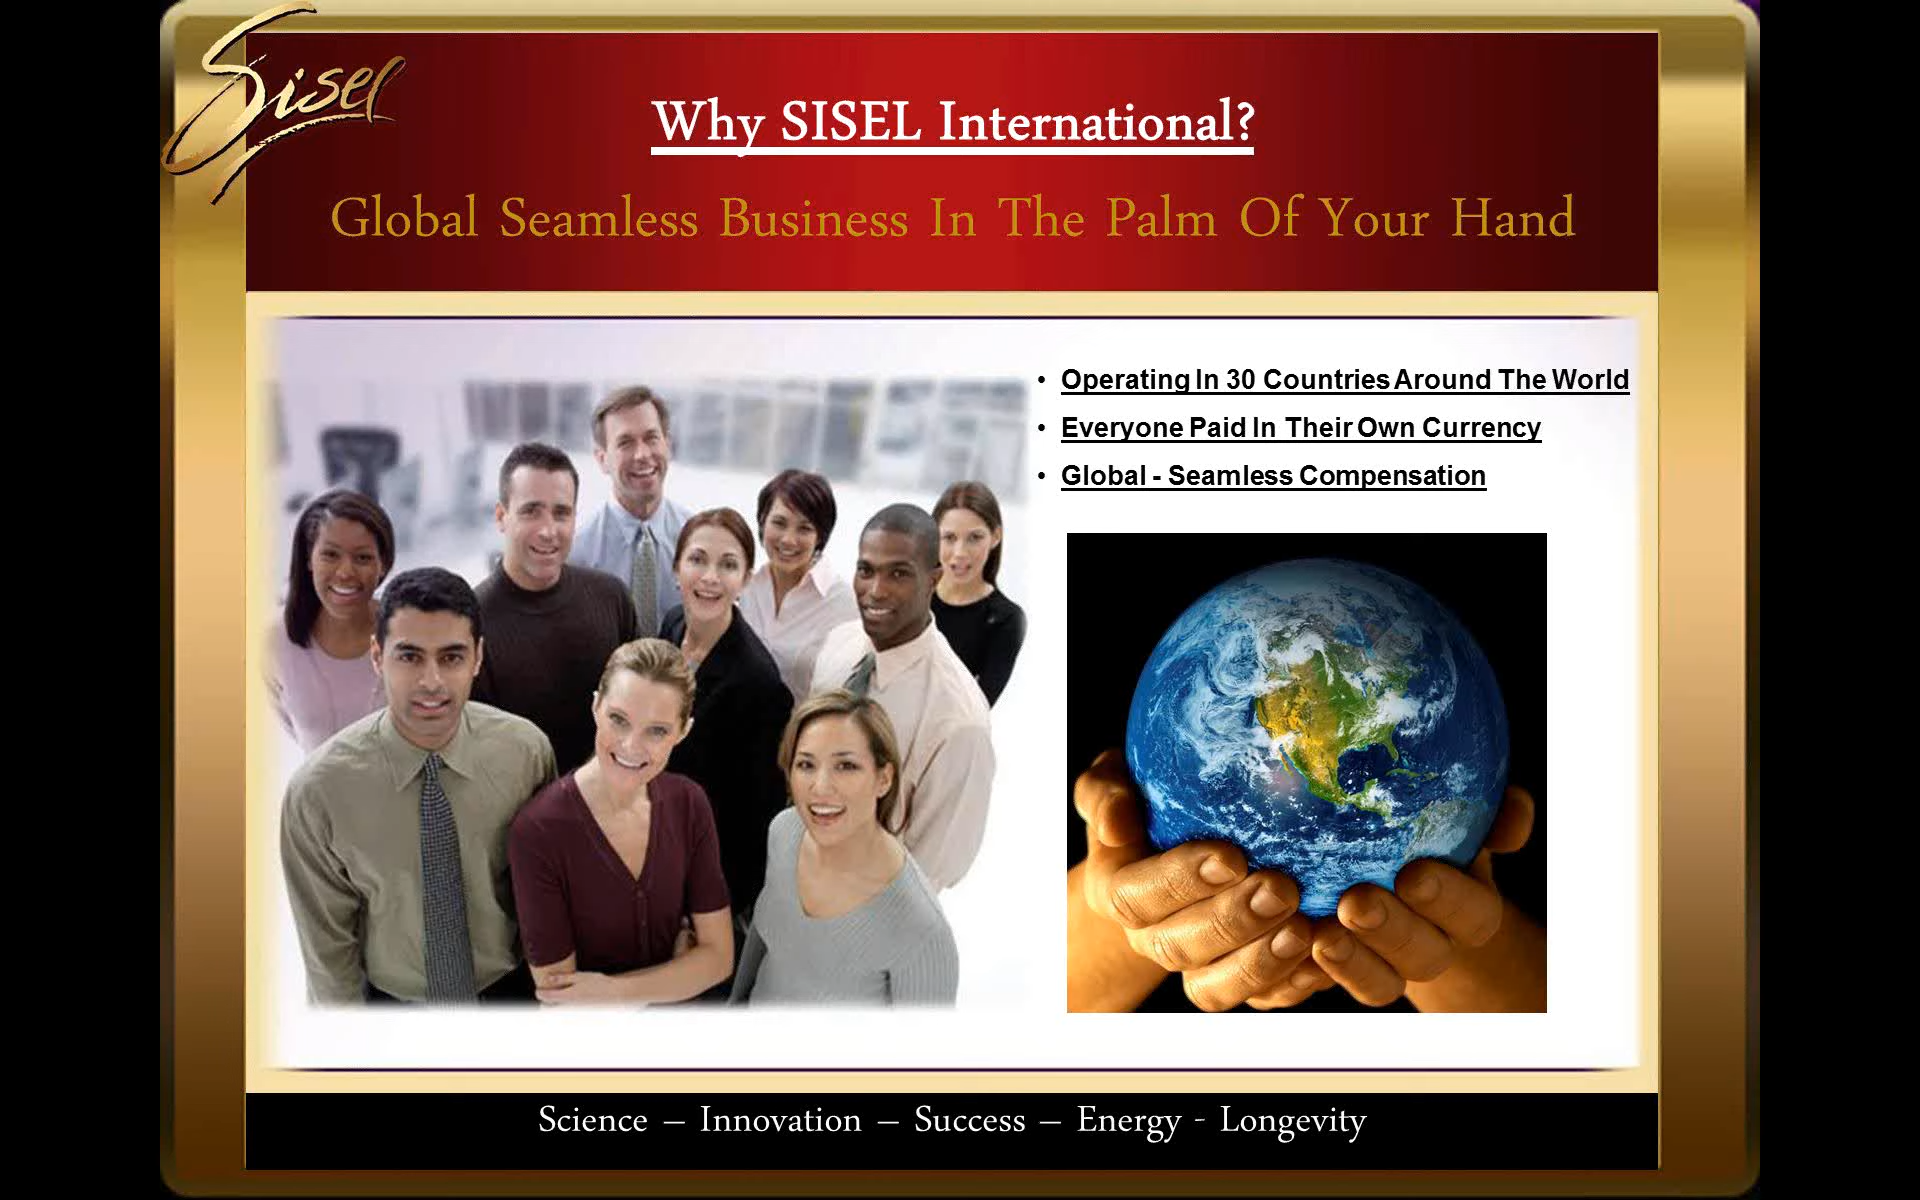 Sisel
Why SISEL International?
Global Seamless Business In The Palm Of Your Hand
• Operating In 30 Countries Around The World
• Everyone Paid In Their Own Currency
• Global - Seamless Compensation
Science – Innovation – Success – Energy - Longevity